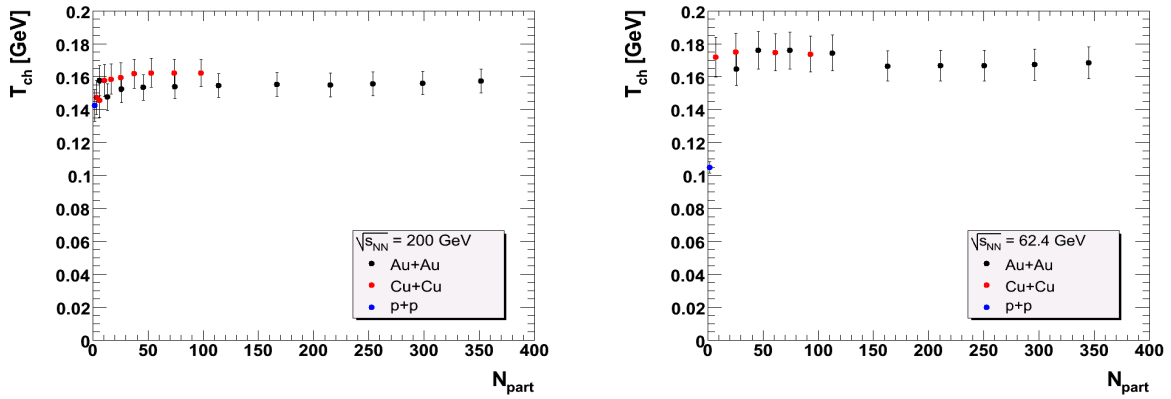 T_ch [GeV]
0.2
0.18
0.16
0.14
0.12
0.1
0.08
0.06
0.04
0.02
0
√s_NN = 200 GeV
Au+Au
Cu+Cu
p+p
0 50 100 150 200 250 300 350 400
N_part
T_ch [GeV]
0.2
0.18
0.16
0.14
0.12
0.1
0.08
0.06
0.04
0.02
0
√s_NN = 62.4 GeV
Au+Au
Cu+Cu
p+p
0 50 100 150 200 250 300 350 400
N_part